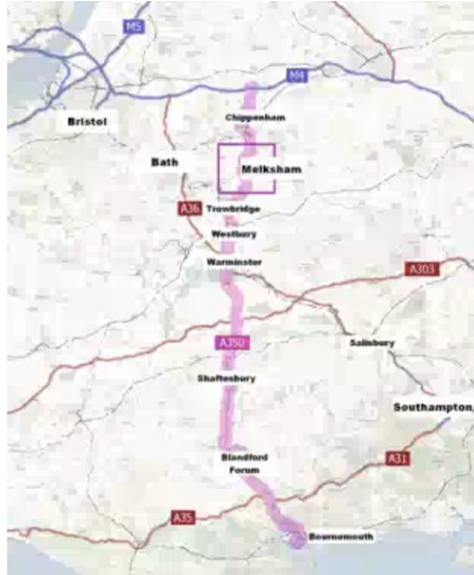 M5
M4
Bristol
Chippenham
Bath
Melksham
A36
Trowbridge
Westbury
Warminster
A303
A350
Salisbury
Shaftesbury
Southampton
Blandford
Forum
A31
A35
Bournemouth